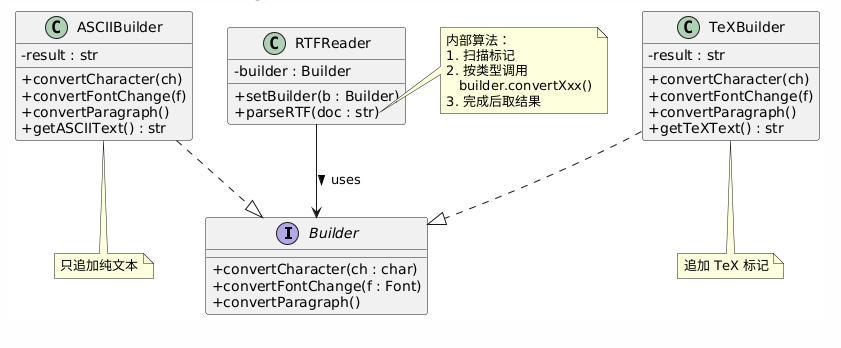 ASCIIBuilder
-result : str
+convertCharacter(ch)
+convertFontChange(f)
+convertParagraph()
+getASCIIText() : str
RTFReader
-builder : Builder
+setBuilder(b : Builder)
+parseRTF(doc : str)
内部算法：
1. 扫描标记
2. 按类型调用
builder.convertXxx()
3. 完成后取结果
TeXBuilder
-result : str
+convertCharacter(ch)
+convertFontChange(f)
+convertParagraph()
+getTeXText() : str
uses
只追加纯文本
Builder
+convertCharacter(ch : char)
+convertFontChange(f : Font)
+convertParagraph()
追加 TeX 标记
C
C
C
I